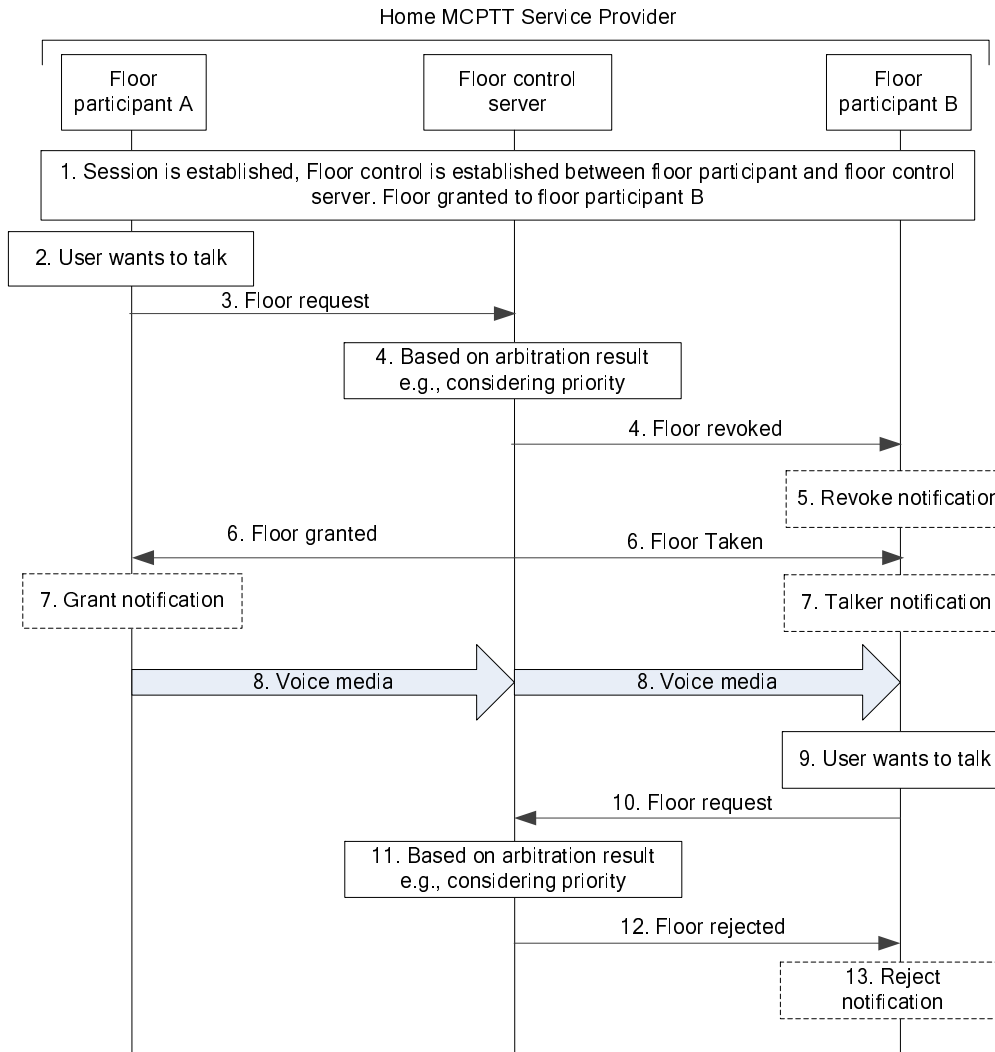 Home MCPTT Service Provider
Floor
participant A
Floor control
server
Floor
participant B
1. Session is established, Floor control is established between floor participant and floor control
server. Floor granted to floor participant B
2. User wants to talk
3. Floor request
4. Based on arbitration result
e.g., considering priority
4. Floor revoked
5. Revoke notification
6. Floor granted
6. Floor Taken
7. Grant notification
7. Talker notification
8. Voice media
8. Voice media
9. User wants to talk
10. Floor request
11. Based on arbitration result
e.g., considering priority
12. Floor rejected
13. Reject
notification